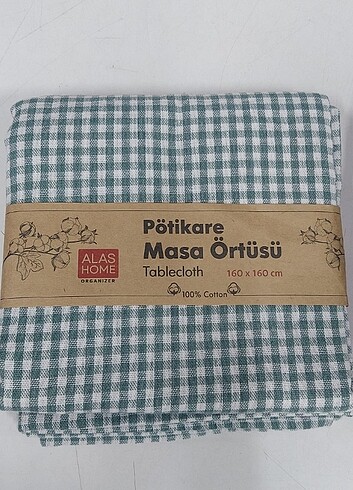 ALAS
HOME
ORGANIZER
Pötikare
Masa Örtüsü
Tablecloth 160 x 160 cm
100% Cotton